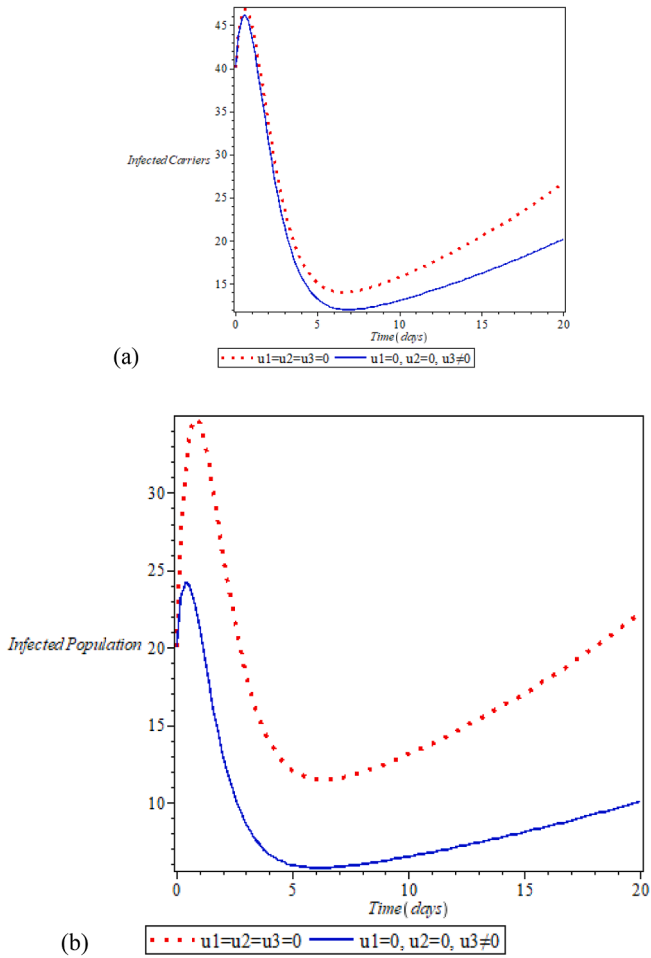 45
40
35
30
Infected Carriers
25
20
15
0 5 10 15 20
Time (days)
u1=u2=u3=0 u1=0, u2=0, u3≠0
(a)
30
25
20
Infected Population
15
10
0 5 10 15 20
Time (days)
u1=u2=u3=0 u1=0, u2=0, u3≠0
(b)